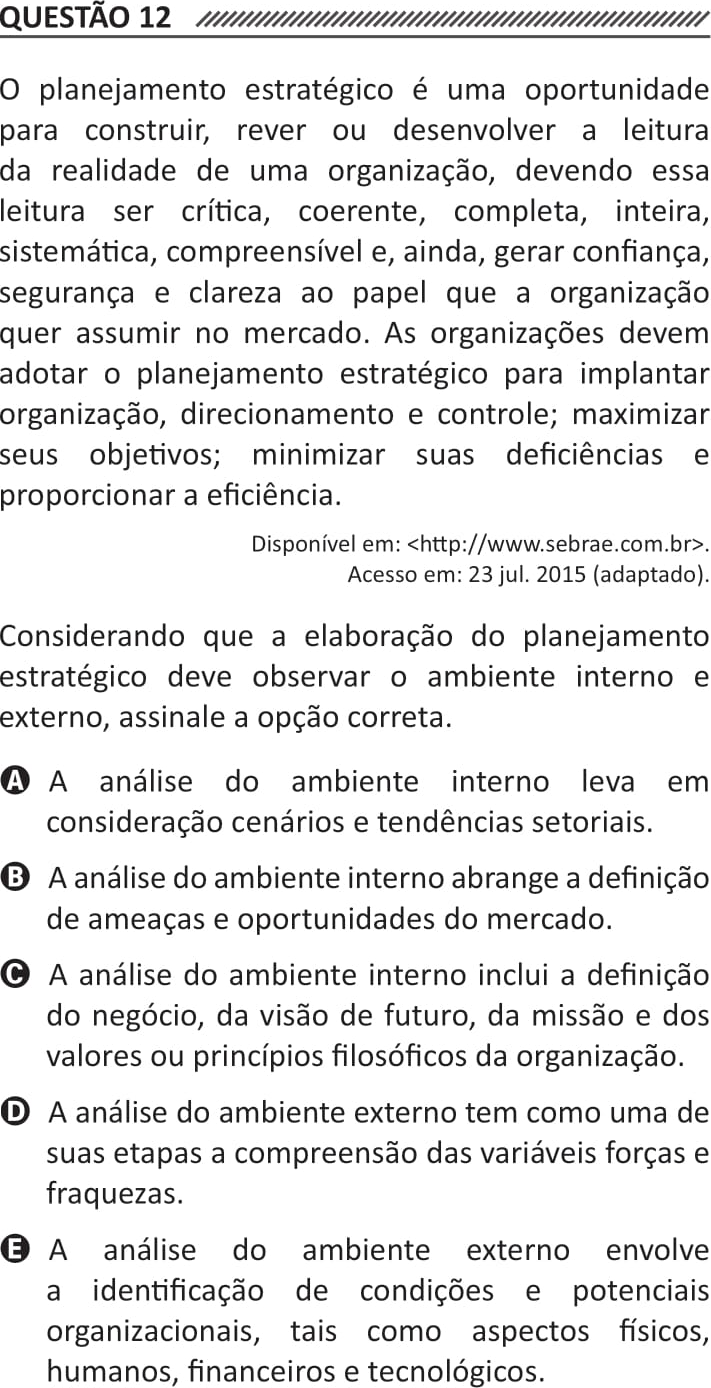 QUESTÃO 12
O planejamento estratégico é uma oportunidade
para construir, rever ou desenvolver a leitura
da realidade de uma organização, devendo essa
leitura ser crítica, coerente, completa, inteira,
sistemática, compreensível e, ainda, gerar confiança,
segurança e clareza ao papel que a organização
quer assumir no mercado. As organizações devem
adotar o planejamento estratégico para implantar
organização, direcionamento e controle; maximizar
seus objetivos; minimizar suas deficiências e
proporcionar a eficiência.
Disponível em: <http://www.sebrae.com.br>.
Acesso em: 23 jul. 2015 (adaptado).
Considerando que a elaboração do planejamento
estratégico deve observar o ambiente interno e
externo, assinale a opção correta.
A A análise do ambiente interno leva em
consideração cenários e tendências setoriais.
B A análise do ambiente interno abrange a definição
de ameaças e oportunidades do mercado.
C A análise do ambiente interno inclui a definição
do negócio, da visão de futuro, da missão e dos
valores ou princípios filosóficos da organização.
D A análise do ambiente externo tem como uma de
suas etapas a compreensão das variáveis forças e
fraquezas.
E A análise do ambiente externo envolve
a identificação de condições e potenciais
organizacionais, tais como aspectos físicos,
humanos, financeiros e tecnológicos.